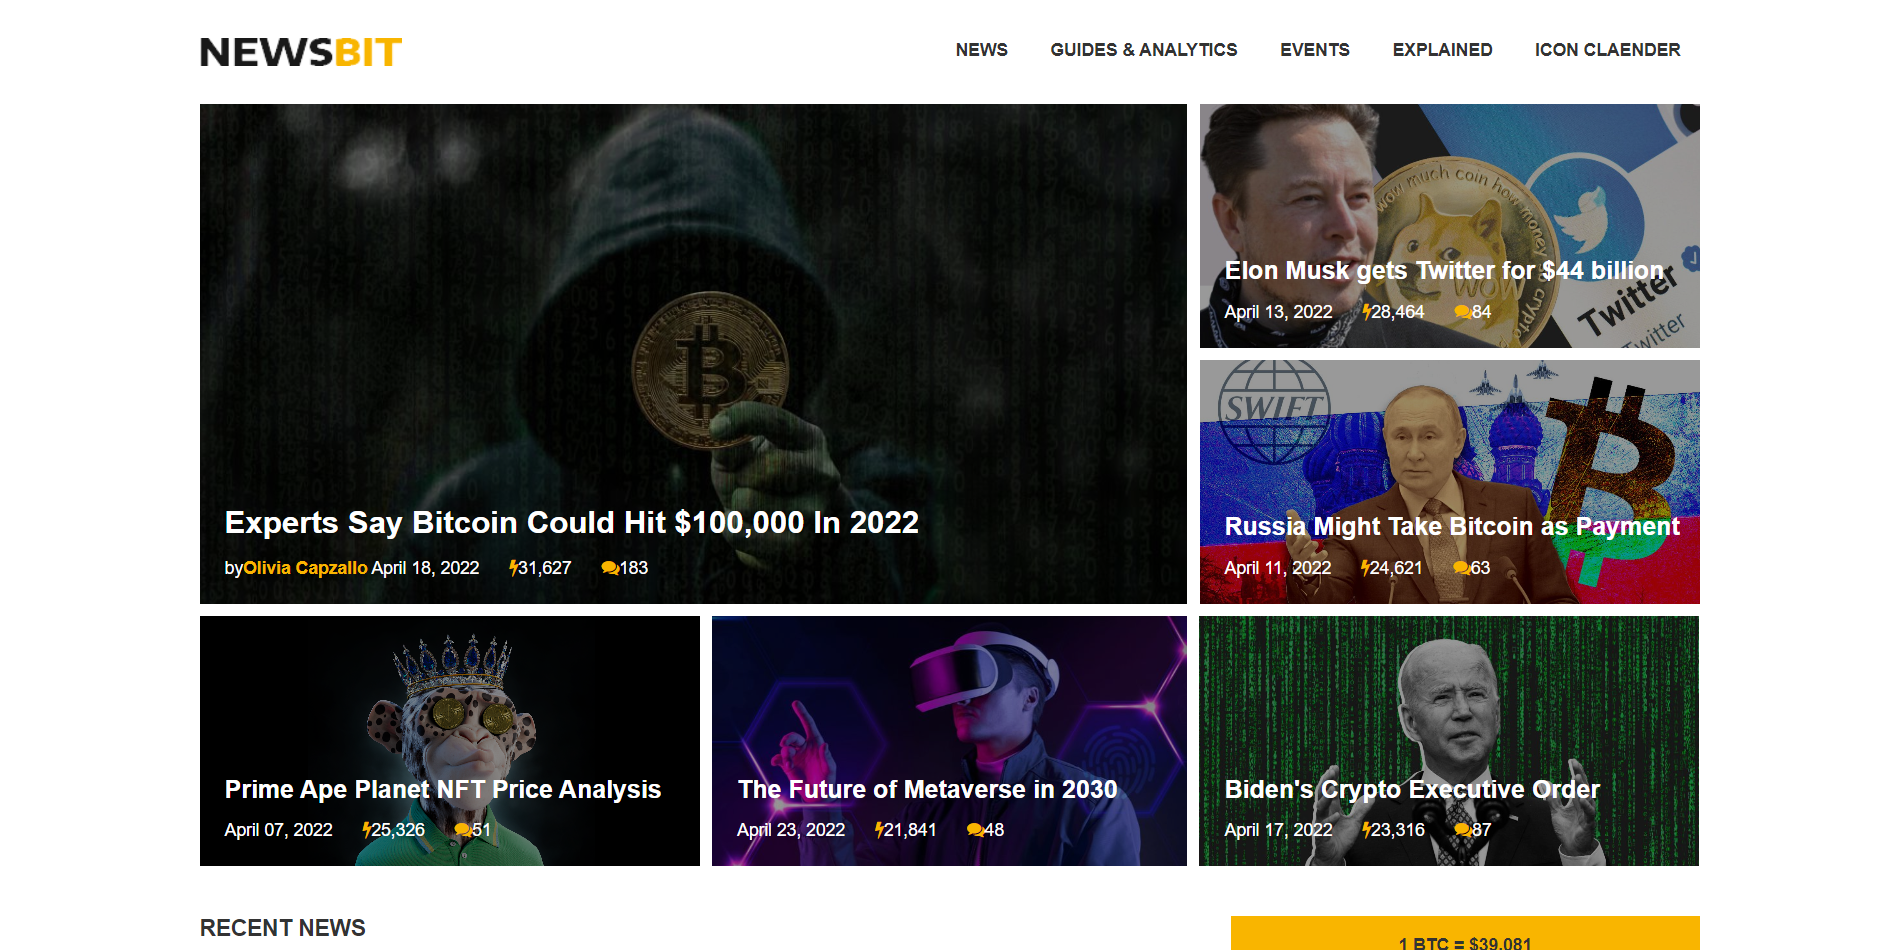 NEWSBIT
NEWS GUIDES & ANALYTICS EVENTS EXPLAINED ICON CLAENDER
Experts Say Bitcoin Could Hit $100,000 In 2022
byOlivia Capzallo April 18, 2022 31,627 183
wow much coin how money
wow
crypto
Twitter
Twitter
Elon Musk gets Twitter for $44 billion
April 13, 2022 28,464 84
SWIFT
Russia Might Take Bitcoin as Payment
April 11, 2022 24,621 63
Prime Ape Planet NFT Price Analysis
April 07, 2022 25,326 51
The Future of Metaverse in 2030
April 23, 2022 21,841 48
Biden's Crypto Executive Order
April 17, 2022 23,316 87
RECENT NEWS
1 BTC = $39,081